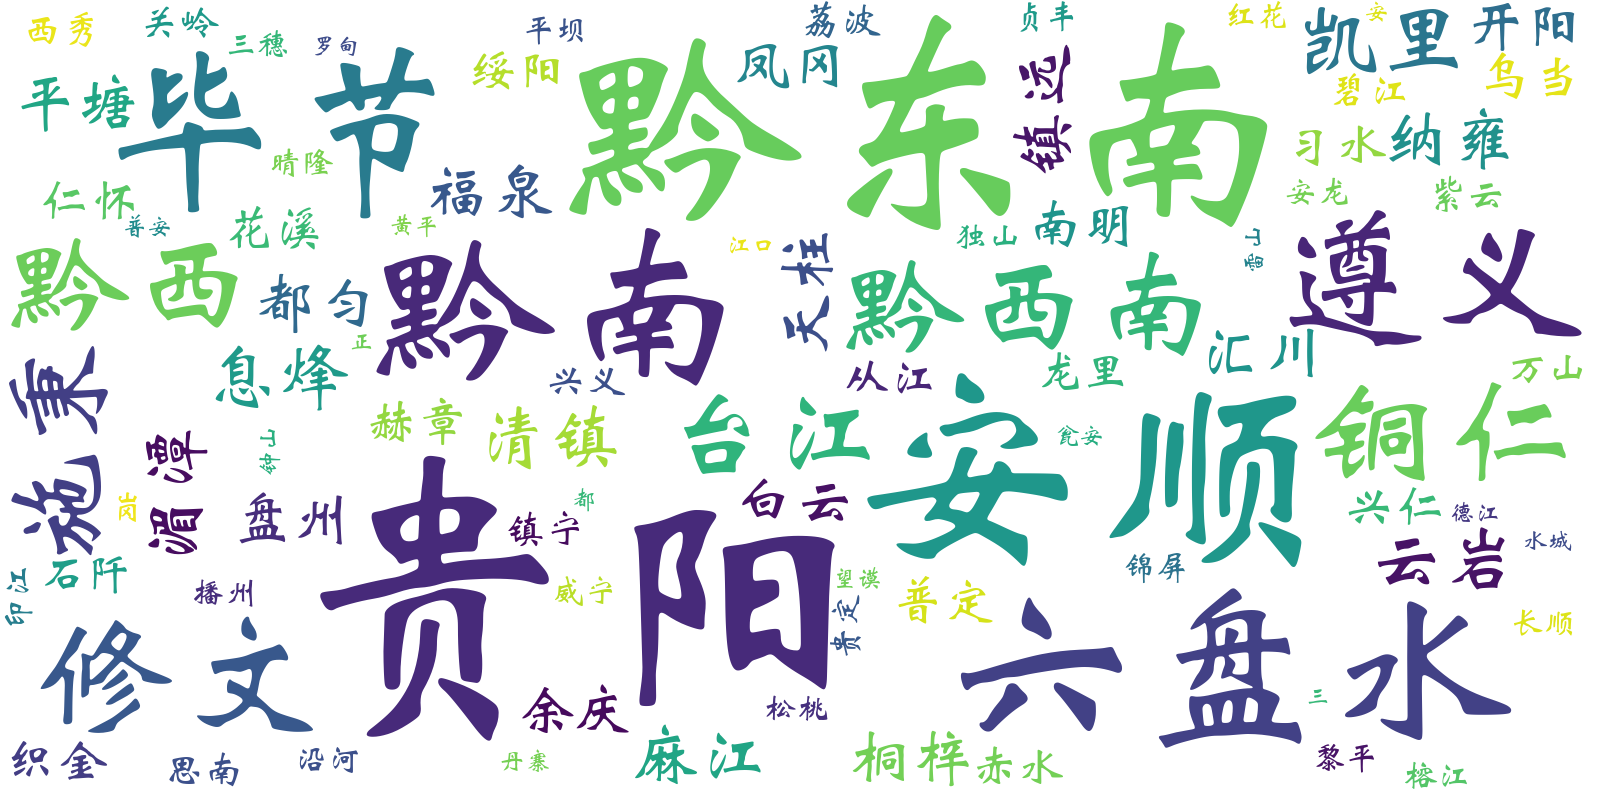 西秀
关岭
三穗
罗甸
平坝
绥阳
荔波
凤冈
贞丰
镇远
红花
安
凯里
开阳
碧江
乌当
平塘
毕节
黔东南
习水
纳雍
晴隆
福泉
仁怀
普安
花溪
黄平
江口
天柱
独山
南明
安龙
紫云
雷山
黔西
都匀
黔南
黔西南
遵义
正
息烽
兴义
从江
龙里
汇川
万山
秉
施
赫章
清镇
台江
安顺
瓮安
铜仁
湄潭
钟山
岗
盘州
贵阳
镇宁
都
白云
兴仁
德江
云岩
水城
石阡
印江
播州
威宁
望谟
贵定
普定
锦屏
长顺
修文
六盘水
余庆
松桃
三
织金
思南
沿河
丹寨
麻江
桐梓
赤水
黎平
榕江